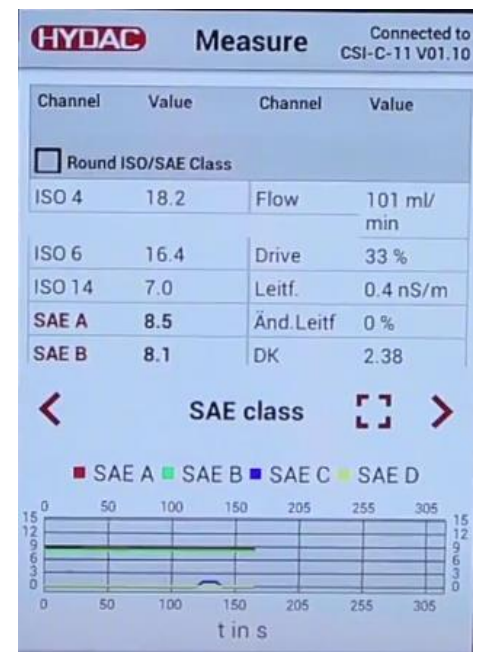 HYDAC Measure Connected to
CSI-C-11 V01.10
Channel Value Channel Value
Round ISO/SAE Class
ISO 4 18.2 Flow 101 ml/
min
ISO 6 16.4 Drive 33 %
ISO 14 7.0 Leitf. 0.4 nS/m
SAE A 8.5 Änd.Leitf 0 %
SAE B 8.1 DK 2.38
SAE class
SAE A SAE B SAE C SAE D
0 50 100 150 205 255 305
15 15
12 12
9 9
6 6
3 3
0 0
0 50 100 150 205 255 305
t in s